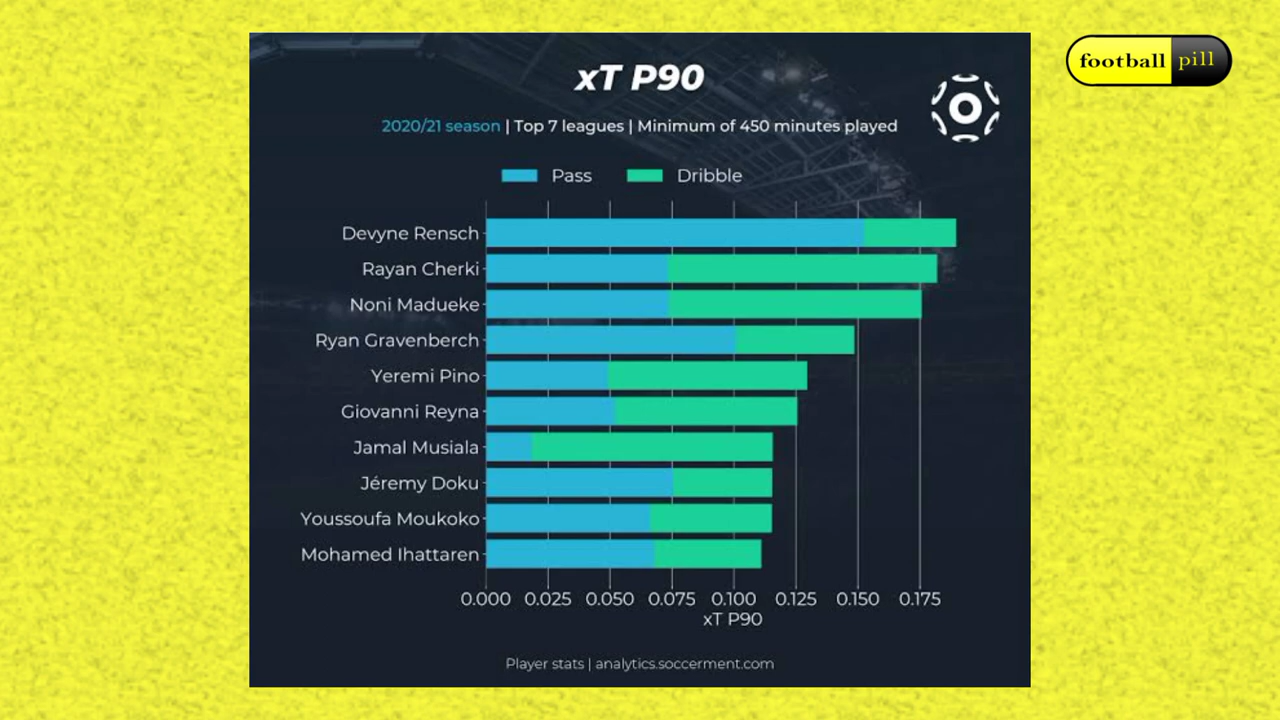 football pill
xT P90
2020/21 season | Top 7 leagues | Minimum of 450 minutes played
Pass Dribble
Devyne Rensch
Rayan Cherki
Noni Madueke
Ryan Gravenberch
Yeremi Pino
Giovanni Reyna
Jamal Musiala
Jéremy Doku
Youssoufa Moukoko
Mohamed Ihattaren
0.000 0.025 0.050 0.075 0.100 0.125 0.150 0.175
xT P90
Player stats | analytics.soccerment.com